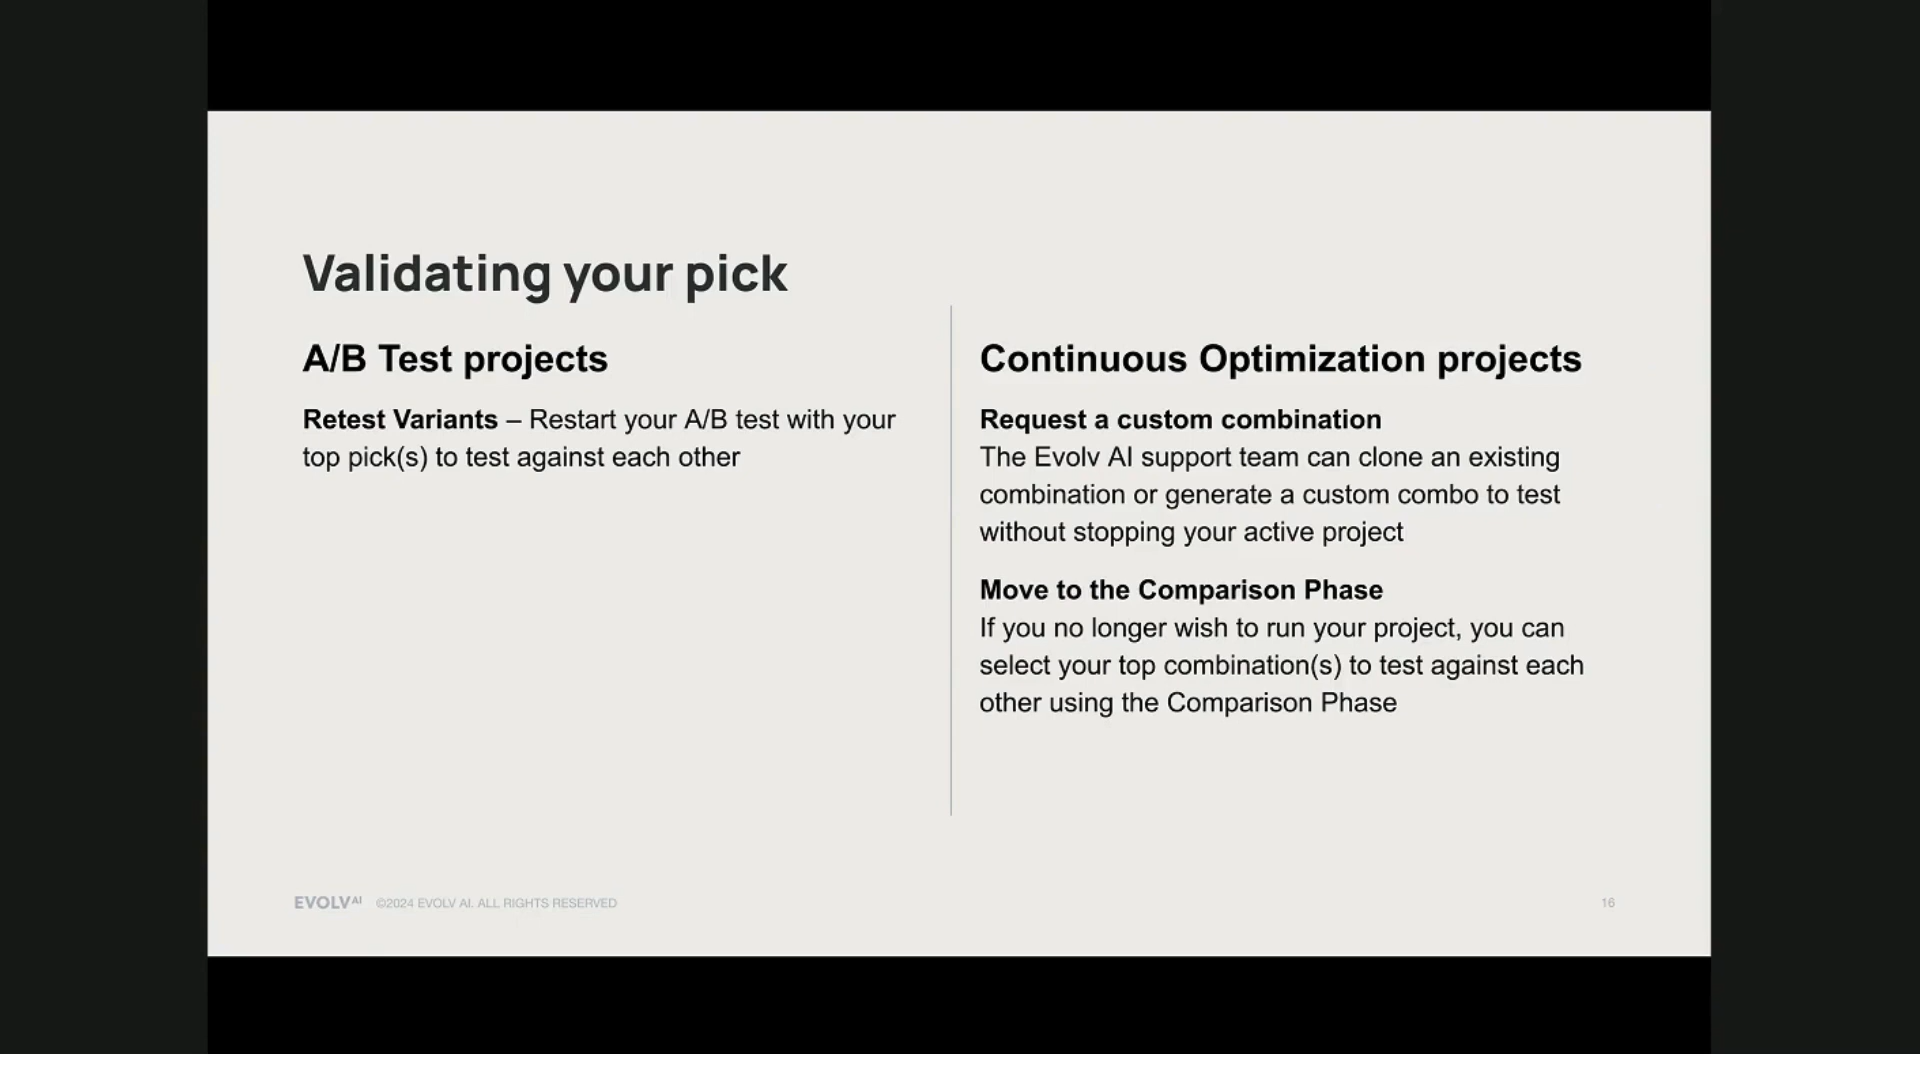 Validating your pick
A/B Test projects
Retest Variants – Restart your A/B test with your
top pick(s) to test against each other
Continuous Optimization projects
Request a custom combination
The Evolv AI support team can clone an existing
combination or generate a custom combo to test
without stopping your active project
Move to the Comparison Phase
If you no longer wish to run your project, you can
select your top combination(s) to test against each
other using the Comparison Phase
EVOLVAI ©2024 EVOLV AI. ALL RIGHTS RESERVED
16